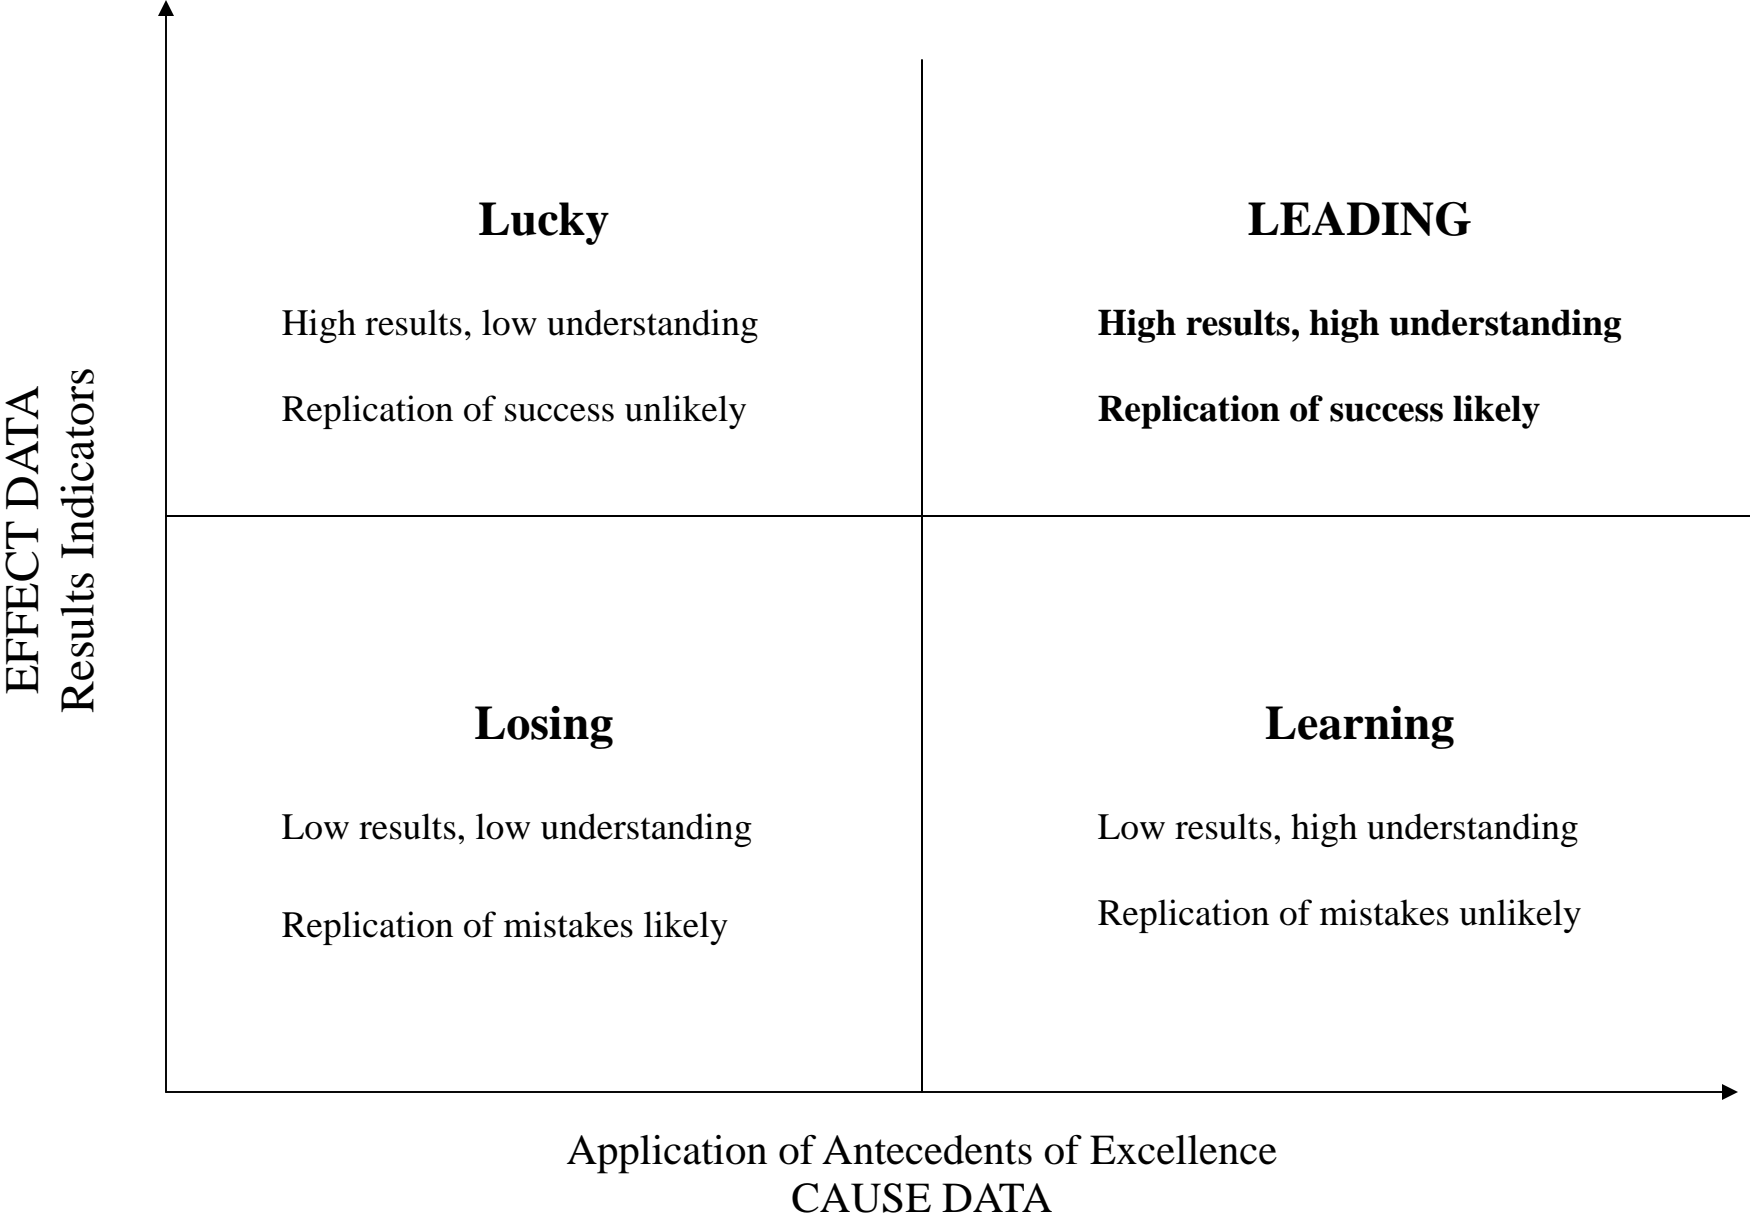 EFFECT DATA
Results Indicators
Lucky
High results, low understanding
Replication of success unlikely
LEADING
High results, high understanding
Replication of success likely
Losing
Low results, low understanding
Replication of mistakes likely
Learning
Low results, high understanding
Replication of mistakes unlikely
Application of Antecedents of Excellence
CAUSE DATA